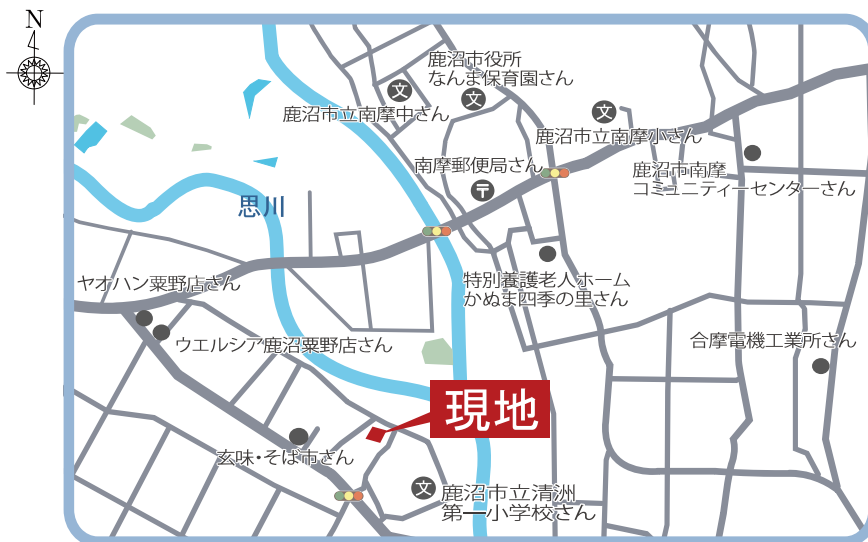 N
鹿沼市役所
なんま保育園さん
文
文
文
鹿沼市立南摩中さん
鹿沼市立南摩小さん
南摩郵便局さん
〒
鹿沼市南摩
コミュニティーセンターさん
思川
特別養護老人ホーム
かぬま四季の里さん
ヤオハン粟野店さん
ウエルシア鹿沼粟野店さん
合摩電機工業所さん
現地
玄味・そば市さん
文
鹿沼市立清洲
第一小学校さん